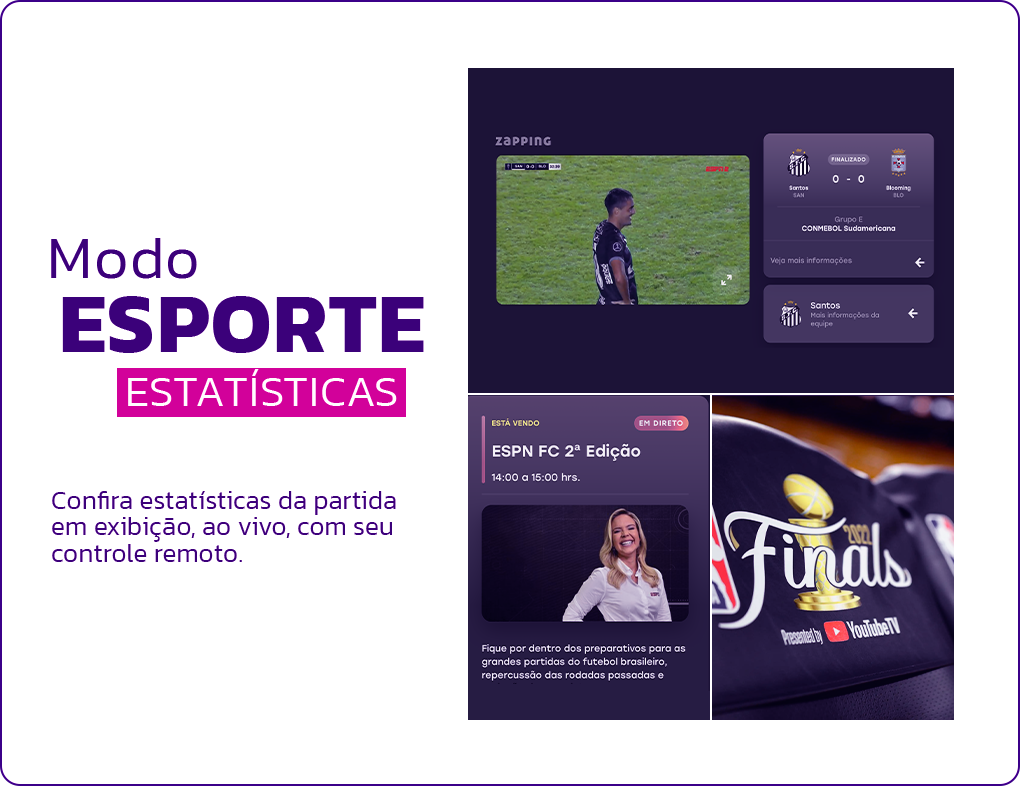 Modo
ESPORTE
ESTATÍSTICAS
Confira estatísticas da partida
em exibição, ao vivo, com seu
controle remoto.
zapping
SAN 0-0 BLO
ESPN
FINALIZADO
0 - 0
Santos
SAN
Blooming
BLO
Grupo E
CONMEBOL Sudamericana
Veja mais informações
Santos
Mais informações da
equipe
ESTÁ VENDO
EM DIRETO
ESPN FC 2ª Edição
14:00 a 15:00 hrs.
Fique por dentro dos preparativos para as
grandes partidas do futebol brasileiro,
repercussão das rodadas passadas e
2022
Finals
Presented by YouTubeTV